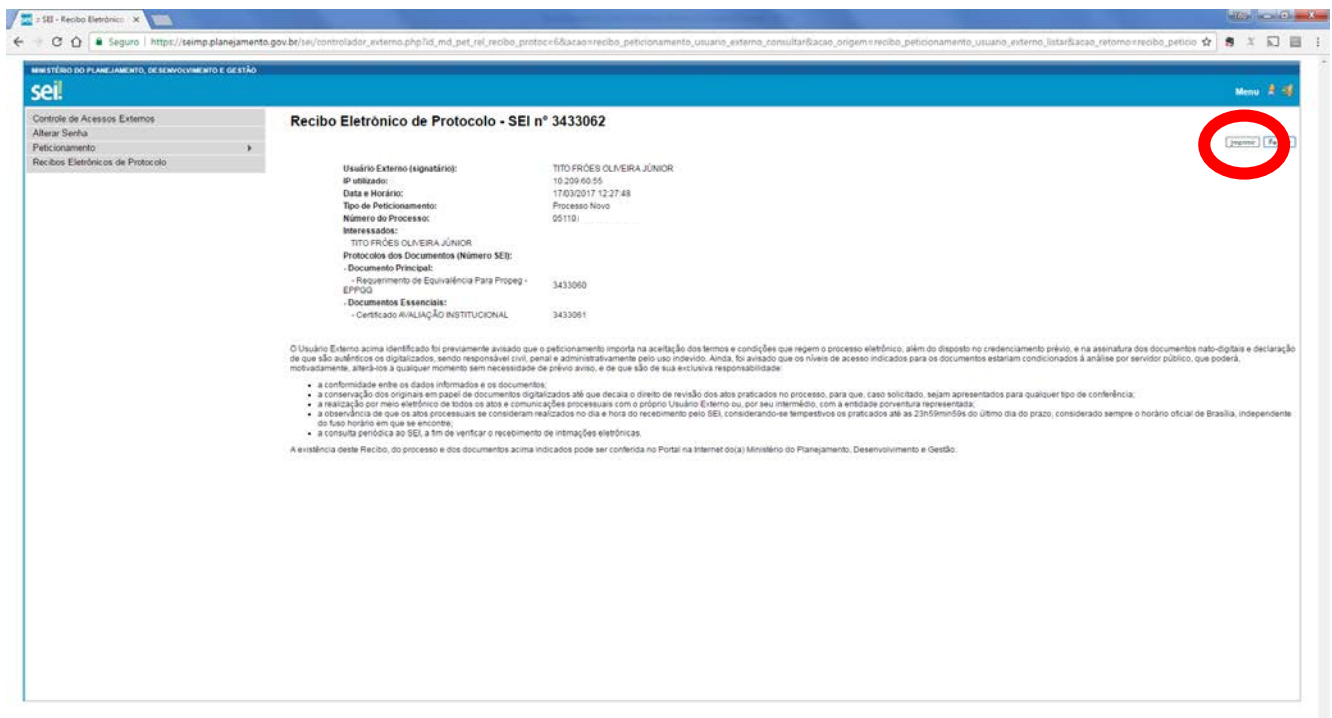 :: SEI - Recibo Eletrônico
Seguro | https://seimp.planejamento.gov.br/sei/controlador_externo.php?id_md_pet_rel_recibo_protoc=6&acao=recibo_peticionamento_usuario_externo_consultar&acao_origem=recibo_peticionamento_usuario_externo_listar&acao_retorno=recibo_peticio
MINISTÉRIO DO PLANEJAMENTO, DESENVOLVIMENTO E GESTÃO
sei!
Menu
Controle de Acessos Externos
Alterar Senha
Peticionamento
Recibos Eletrônicos de Protocolo
Recibo Eletrônico de Protocolo - SEI nº 3433062
Imprimir
Usuário Externo (signatário): TITO FRÓES OLIVEIRA JÚNIOR
IP utilizado: 10.209.60.55
Data e Horário: 17/03/2017 12:27:48
Tipo de Peticionamento: Processo Novo
Número do Processo: 05110
Interessados:
TITO FRÓES OLIVEIRA JÚNIOR
Protocolos dos Documentos (Número SEI):
- Documento Principal:
- Requerimento de Equivalência Para Propeg - EPPGG 3433060
- Documentos Essenciais:
- Certificado AVALIAÇÃO INSTITUCIONAL 3433061
O Usuário Externo acima identificado foi previamente avisado que o peticionamento importa na aceitação dos termos e condições que regem o processo eletrônico, além do disposto no credenciamento prévio, e na assinatura dos documentos nato-digitais e declaração
de que são autênticos os digitalizados, sendo responsável civil, penal e administrativamente pelo uso indevido. Ainda, foi avisado que os níveis de acesso indicados para os documentos estariam condicionados à análise por servidor público, que poderá,
motivadamente, alterá-los a qualquer momento sem necessidade de prévio aviso, e de que são de sua exclusiva responsabilidade:
• a conformidade entre os dados informados e os documentos;
• a conservação dos originais em papel de documentos digitalizados até que decaia o direito de revisão dos atos praticados no processo, para que, caso solicitado, sejam apresentados para qualquer tipo de conferência;
• a realização por meio eletrônico de todos os atos e comunicações processuais com o próprio Usuário Externo ou, por seu intermédio, com a entidade porventura representada;
• a observância de que os atos processuais se consideram realizados no dia e hora do recebimento pelo SEI, considerando-se tempestivos os praticados até as 23h59min59s do último dia do prazo, considerado sempre o horário oficial de Brasília, independente
do fuso horário em que se encontre;
• a consulta periódica ao SEI, a fim de verificar o recebimento de intimações eletrônicas.
A existência deste Recibo, do processo e dos documentos acima indicados pode ser conferida no Portal na Internet do(a) Ministério do Planejamento, Desenvolvimento e Gestão.